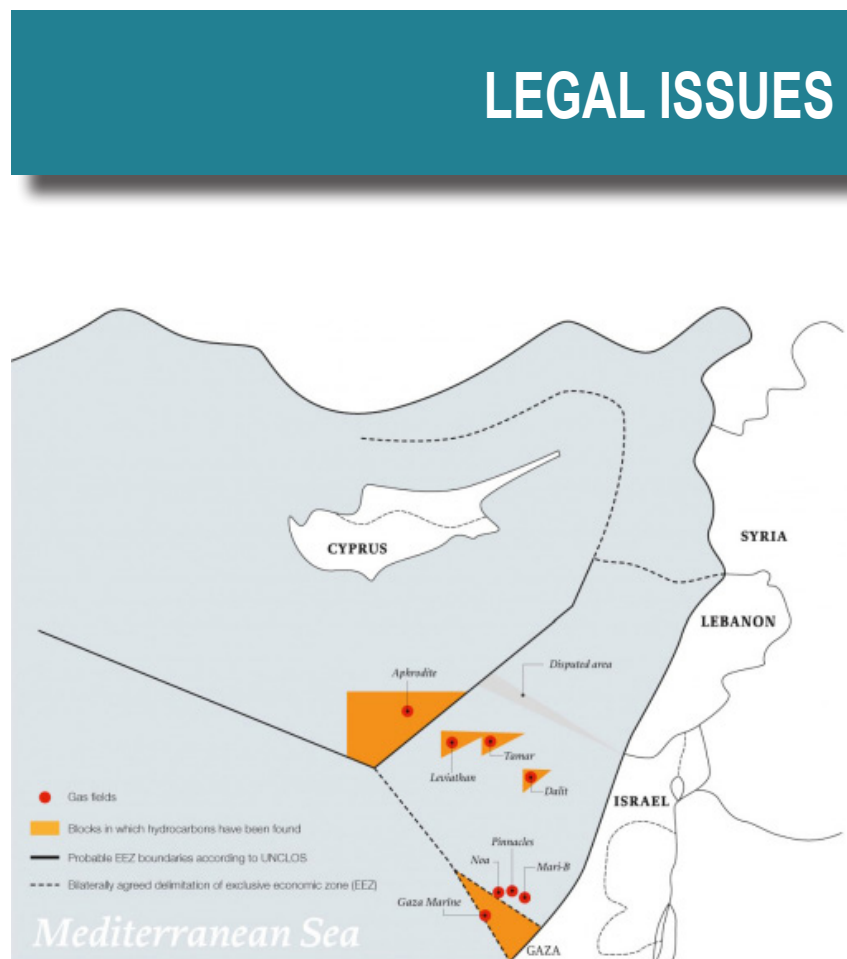 LEGAL ISSUES
SYRIA
CYPRUS
LEBANON
Disputed area
Aphrodite
Tamar
Leviathan
Dalit
Gas fields
ISRAEL
Blocks in which hydrocarbons have been found
Pinnacles
Probable EEZ boundaries according to UNCLOS
Noa
Mari-B
Bilaterally agreed delimitation of exclusive economic zone (EEZ)
Gaza Marine
Mediterranean Sea
GAZA